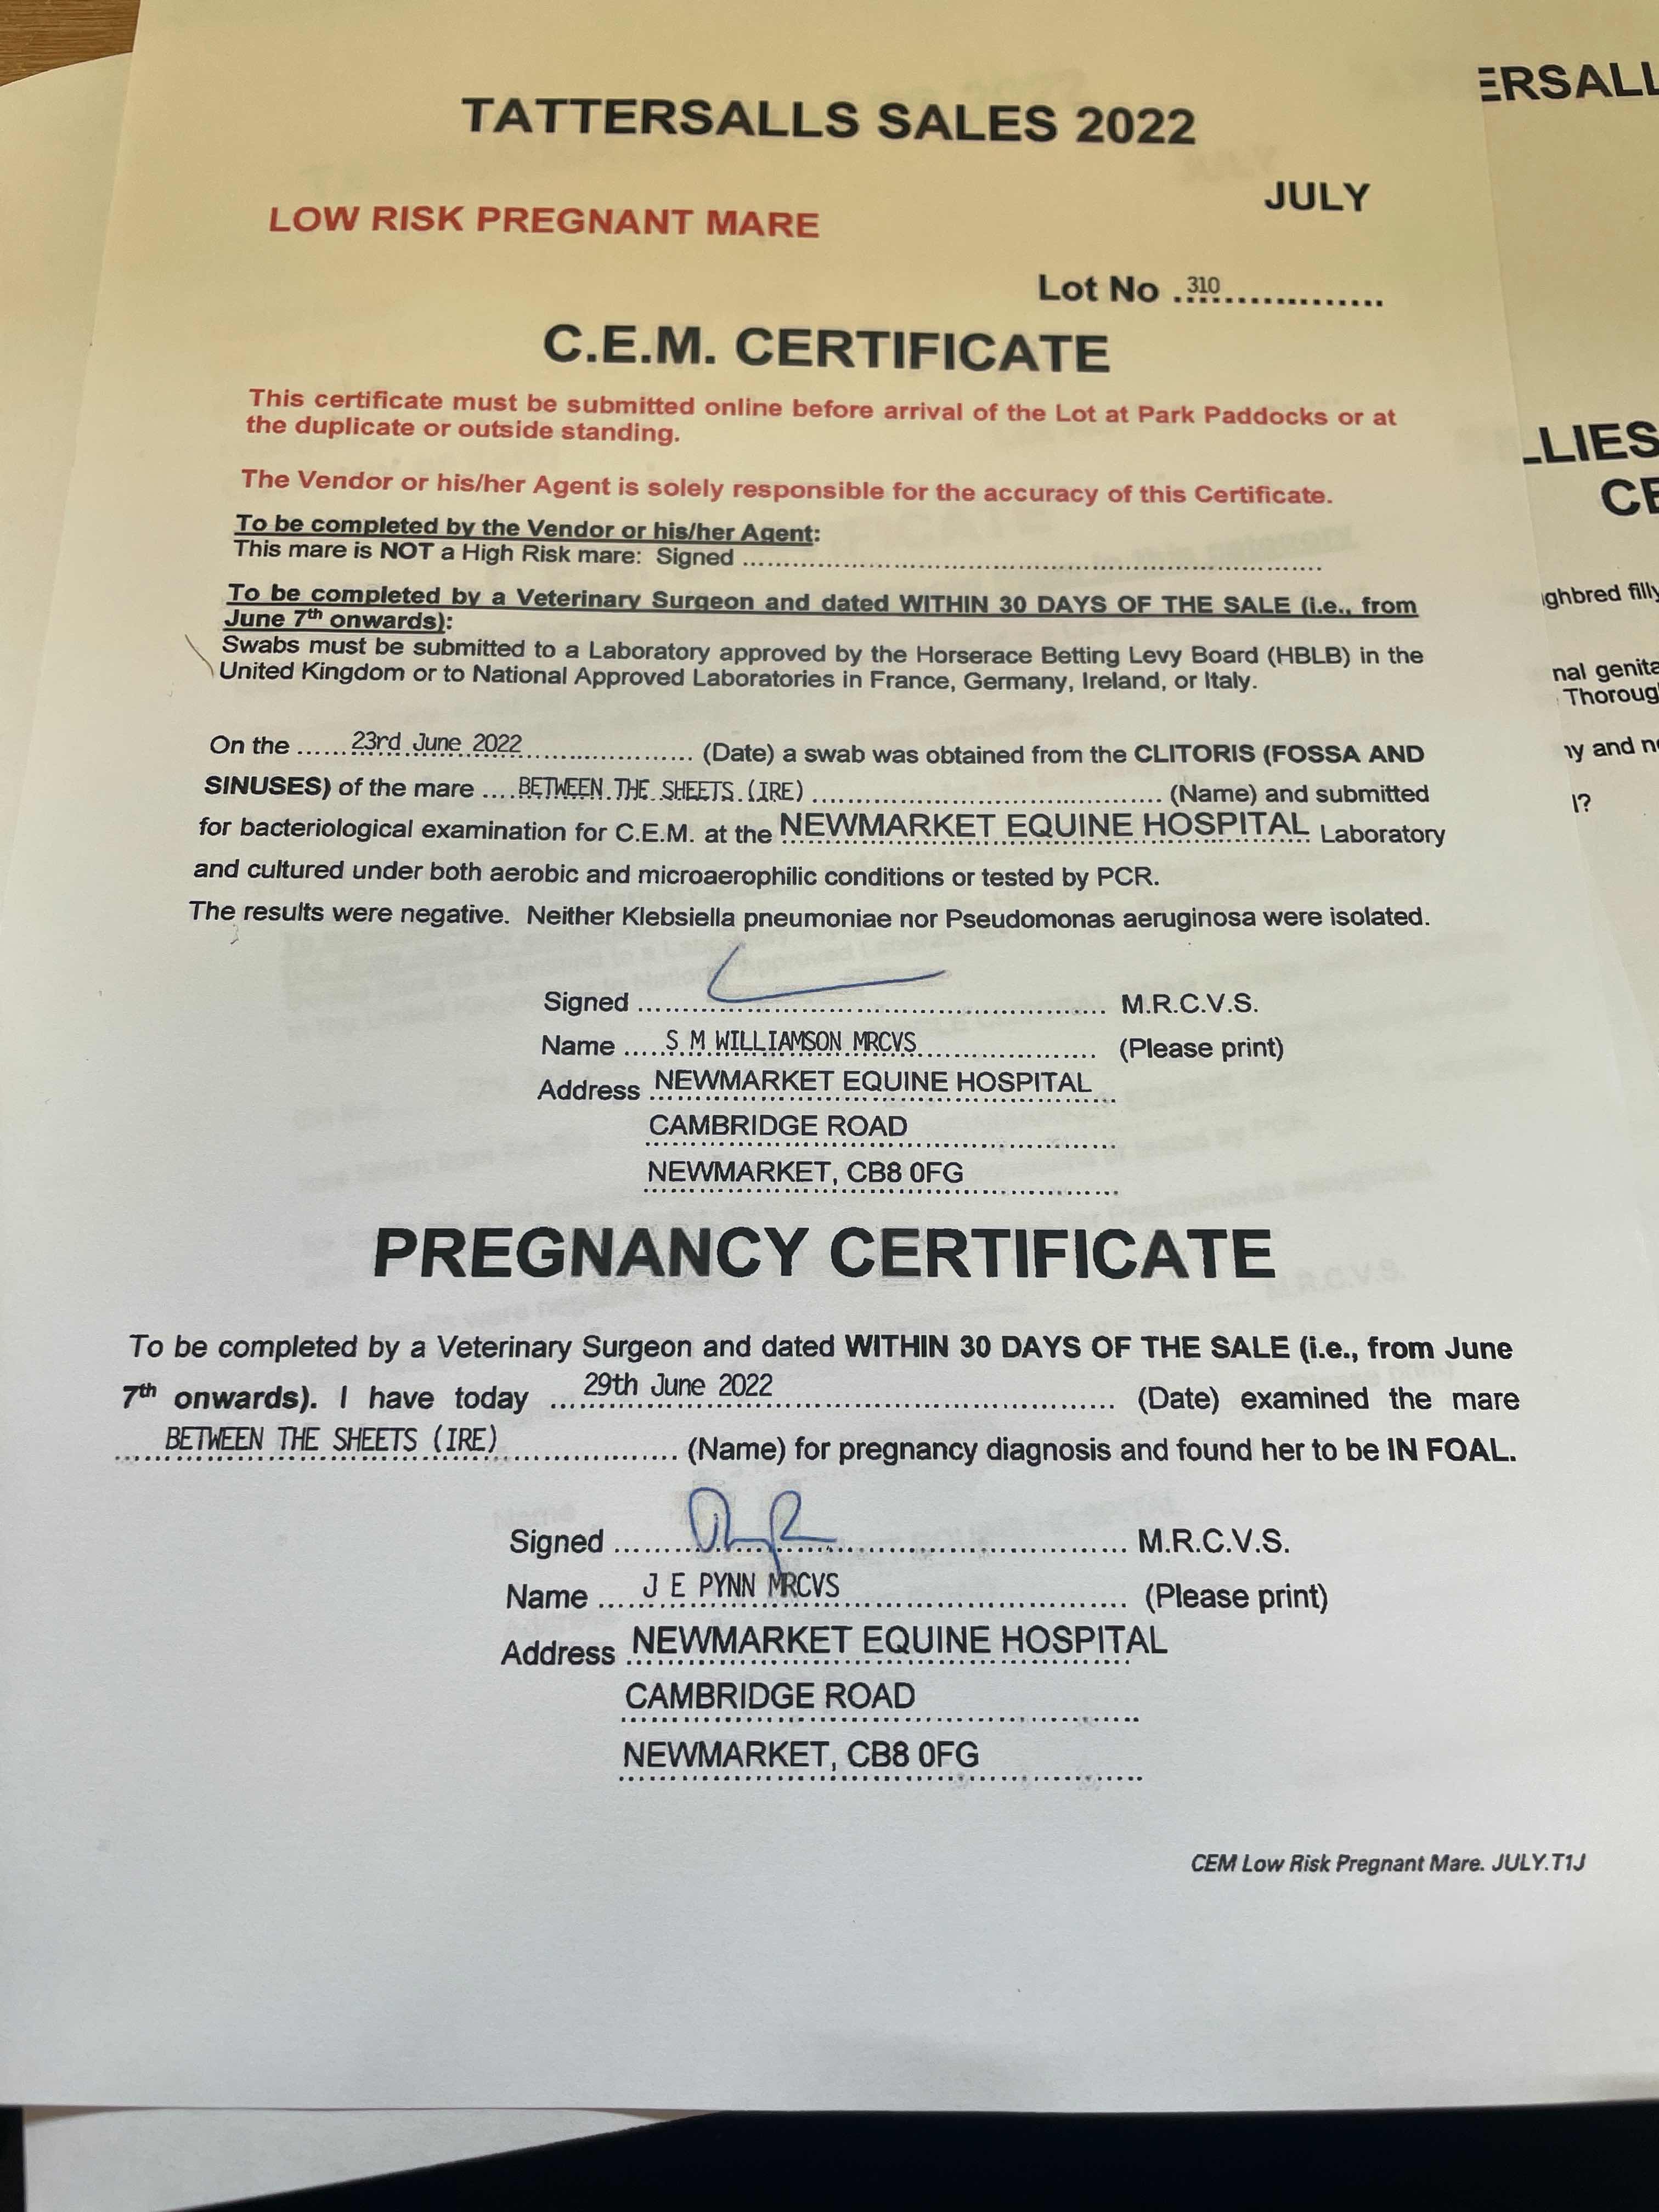 TATTERSALLS SALES 2022
ERSALL
JULY
LOW RISK PREGNANT MARE
Lot No .310...............
C.E.M. CERTIFICATE
This certificate must be submitted online before arrival of the Lot at Park Paddocks or at
the duplicate or outside standing.
The Vendor or his/her Agent is solely responsible for the accuracy of this Certificate.
To be completed by the Vendor or his/her Agent:
This mare is NOT a High Risk mare: Signed ........................................
To be completed by a Veterinary Surgeon and dated WITHIN 30 DAYS OF THE SALE (i.e., from
June 7th onwards):
Swabs must be submitted to a Laboratory approved by the Horserace Betting Levy Board (HBLB) in the
United Kingdom or to National Approved Laboratories in France, Germany, Ireland, or Italy.
On the ......23rd June 2022...................... (Date) a swab was obtained from the CLITORIS (FOSSA AND
SINUSES) of the mare ....BETWEEN THE SHEETS (IRE)........................................ (Name) and submitted
for bacteriological examination for C.E.M. at the NEWMARKET EQUINE HOSPITAL Laboratory
and cultured under both aerobic and microaerophilic conditions or tested by PCR.
The results were negative. Neither Klebsiella pneumoniae nor Pseudomonas aeruginosa were isolated.
Signed ................................................ M.R.C.V.S.
Name .....S M WILLIAMSON MRCVS........................ (Please print)
Address NEWMARKET EQUINE HOSPITAL
CAMBRIDGE ROAD
NEWMARKET, CB8 0FG
PREGNANCY CERTIFICATE
To be completed by a Veterinary Surgeon and dated WITHIN 30 DAYS OF THE SALE (i.e., from June
7th onwards). I have today ...29th June 2022........................................ (Date) examined the mare
.....BETWEEN THE SHEETS (IRE)...................... (Name) for pregnancy diagnosis and found her to be IN FOAL.
Signed ................................................ M.R.C.V.S.
Name .....J E PYNN MRCVS................................ (Please print)
Address NEWMARKET EQUINE HOSPITAL
CAMBRIDGE ROAD
NEWMARKET, CB8 0FG
CEM Low Risk Pregnant Mare. JULY.T1J
LLIES
CE
ghbred filly
nal genita
Thoroug
ny and n
l?